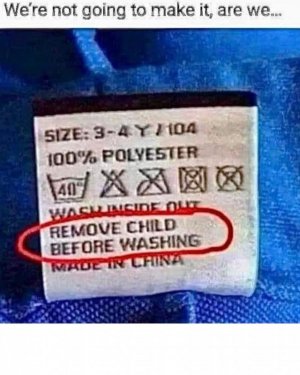 We're not going to make it, are we...
SIZE: 3-4 Y / 104
100% POLYESTER
40°
WASH INSIDE OUT
REMOVE CHILD
BEFORE WASHING
MADE IN CHINA